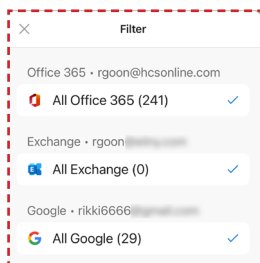 Filter
Office 365 • rgoon@hcsonline.com
All Office 365 (241)
Exchange • rgoon
All Exchange (0)
Google • rikki6666
All Google (29)